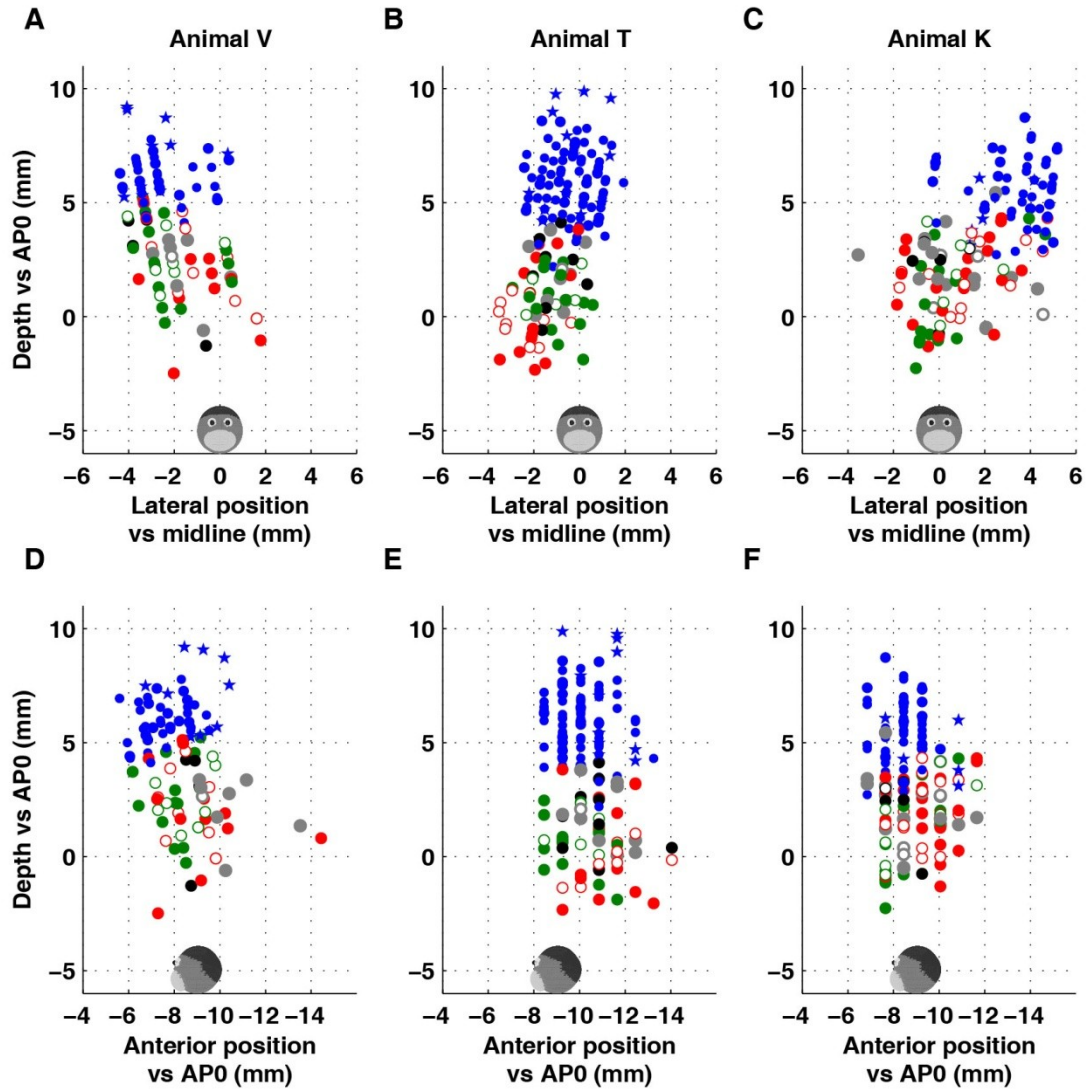 A
Animal V
B
Animal T
C
Animal K
Depth vs AP0 (mm)
10
5
0
−5
−6 −4 −2 0 2 4 6
Lateral position
vs midline (mm)
10
5
0
−5
−6 −4 −2 0 2 4 6
Lateral position
vs midline (mm)
10
5
0
−5
−6 −4 −2 0 2 4 6
Lateral position
vs midline (mm)
D
E
F
Depth vs AP0 (mm)
10
5
0
−5
−4 −6 −8 −10 −12 −14
Anterior position
vs AP0 (mm)
10
5
0
−5
−4 −6 −8 −10 −12 −14
Anterior position
vs AP0 (mm)
10
5
0
−5
−4 −6 −8 −10 −12 −14
Anterior position
vs AP0 (mm)